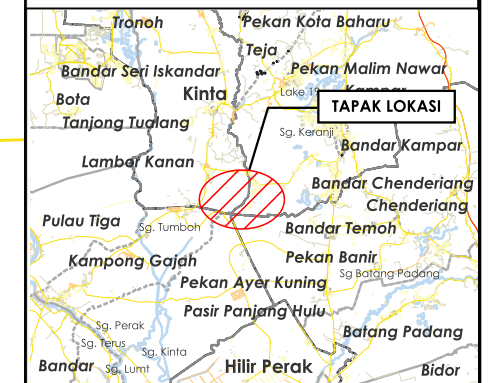 Tronoh
Pekan Kota Baharu
Teja
Bandar Seri Iskandar
Pekan Malim Nawar
Kinta
Lake
Bota
TAPAK LOKASI
Tanjong Tualang
Sg. Keranji
Bandar Kampar
Lambor Kanan
Bandar Chenderiang
Chenderiang
Pulau Tiga
Sg. Tumboh
Bandar Temoh
Kampong Gajah
Pekan Banir
Sg Batang Padang
Pekan Ayer Kuning
Pasir Panjang Hulu
Sg. Perak
Batang Padang
Sg. Terus
Sg. Kinta
Bandar
Sg. Lumt
Hilir Perak
Bidor